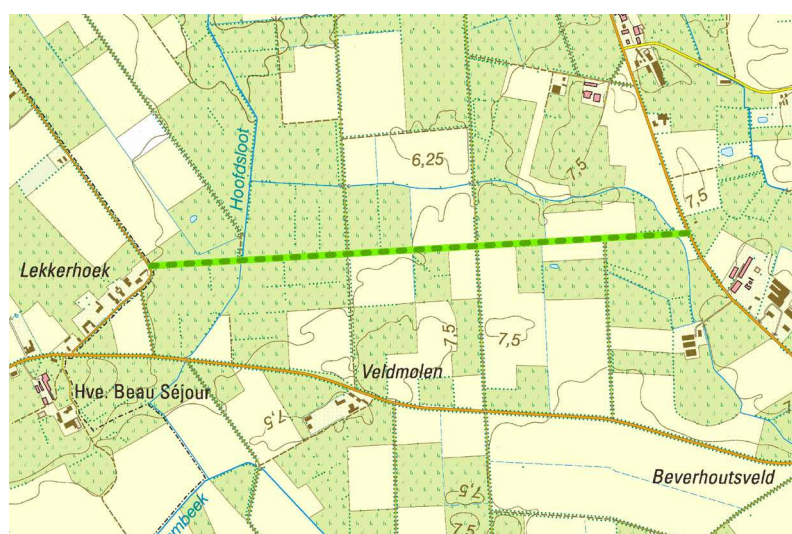 Hoofdsloot
6,25
7,5
7,5
Lekkerhoek
7,5
7,5
Veldmolen
Hve. Beau Séjour
7,5
Beverhoutsveld
7,5
mbeek
7,5